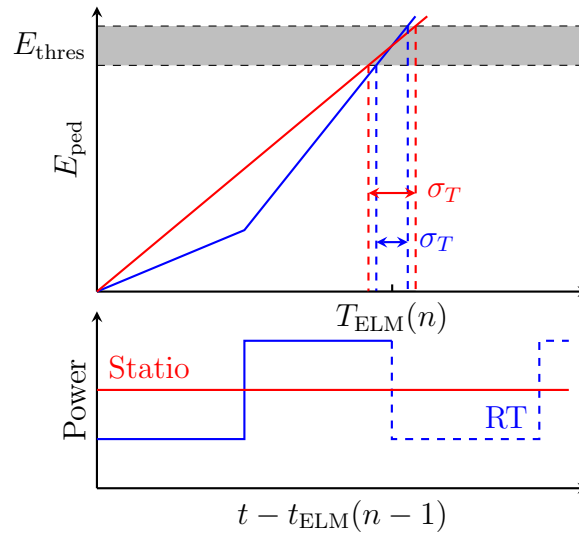 E_thres
E_ped
σ_T
σ_T
T_ELM(n)
Power
Statio
RT
t − t_ELM(n − 1)